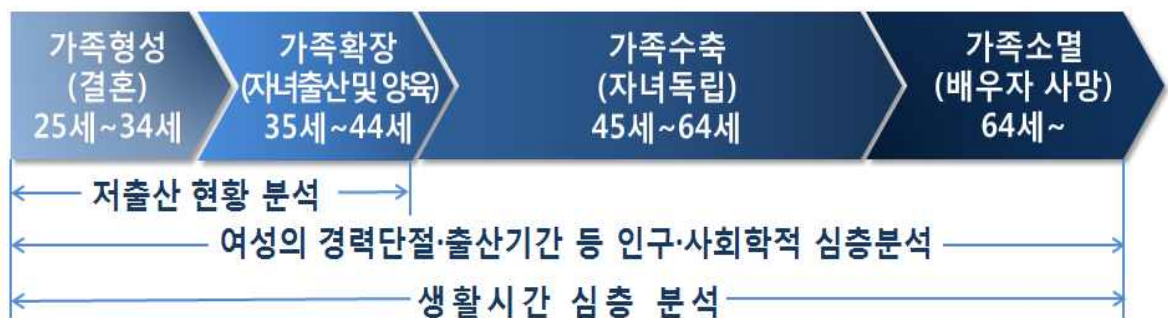 가족형성
(결혼)
25세~34세
가족확장
(자녀출산및 양육)
35세~44세
가족수축
(자녀독립)
45세~64세
가족소멸
(배우자 사망)
64세~
저출산 현황 분석
여성의 경력단절·출산기간 등 인구·사회학적 심층분석
생활시간 심층 분석